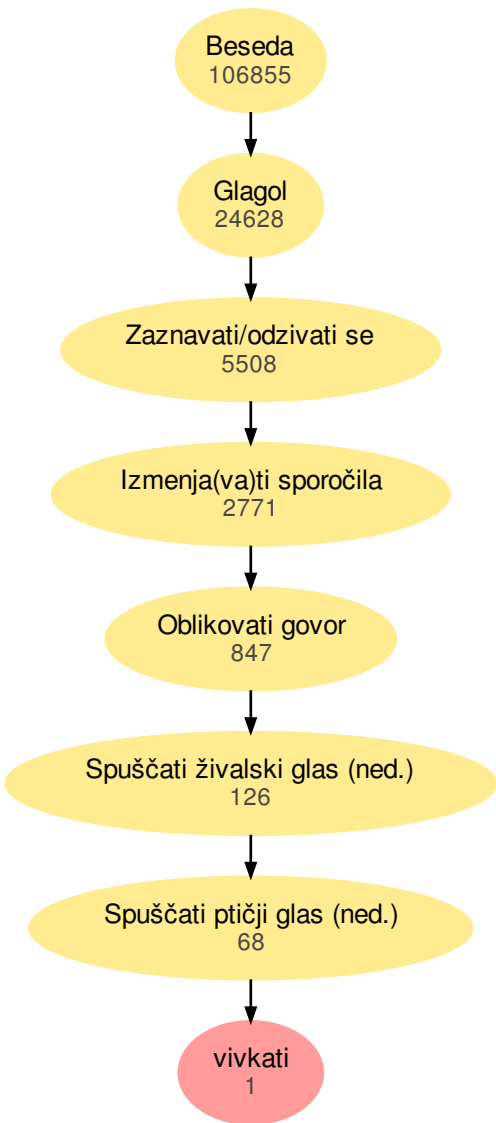 Beseda
106855
Glagol
24628
Zaznavati/odzivati se
5508
Izmenja(va)ti sporočila
2771
Oblikovati govor
847
Spuščati živalski glas (ned.)
126
Spuščati ptičji glas (ned.)
68
vivkati
1